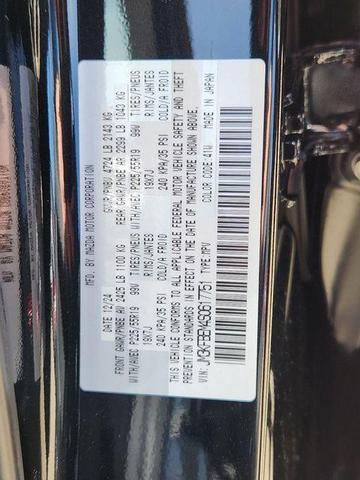 MFD. BY MAZDA MOTOR CORPORATION
DATE 12/24 GVWR/PNBV 4724 LB 2143 KG
FRONT GAWR/PNBE AV 2425 LB 1100 KG REAR GAWR/PNBE AR 2299 LB 1043 KG
WITH/AVEC P225/55R19 99V TIRES/PNEUS WITH/AVEC P225/55R19 99V TIRES/PNEUS
19X7J RIMS/JANTES 19X7J RIMS/JANTES
240 KPA/35 PSI COLD/A FROID 240 KPA/35 PSI COLD/A FROID
THIS VEHICLE CONFORMS TO ALL APPLICABLE FEDERAL MOTOR VEHICLE SAFETY AND THEFT
PREVENTION STANDARDS IN EFFECT ON THE DATE OF MANUFACTURE SHOWN ABOVE.
VIN: TYPE: MPV COLOR CODE: 41W MADE IN JAPAN